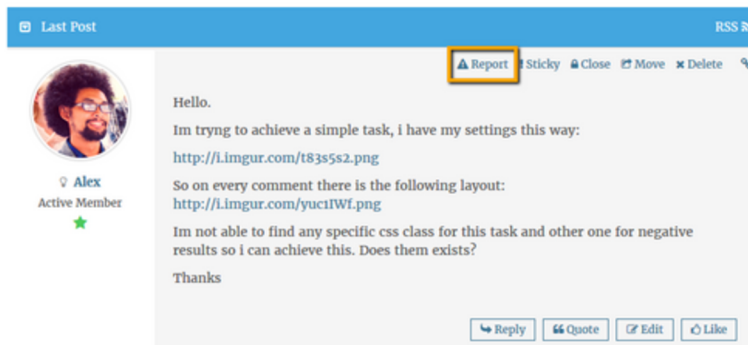 Last Post
RSS
Report Sticky Close Move Delete
Hello.
Im tryng to achieve a simple task, i have my settings this way:
http://i.imgur.com/t83s5s2.png
Alex
Active Member
So on every comment there is the following layout:
http://i.imgur.com/yuc1IWf.png
Im not able to find any specific css class for this task and other one for negative
results so i can achieve this. Does them exists?
Thanks
Reply Quote Edit Like